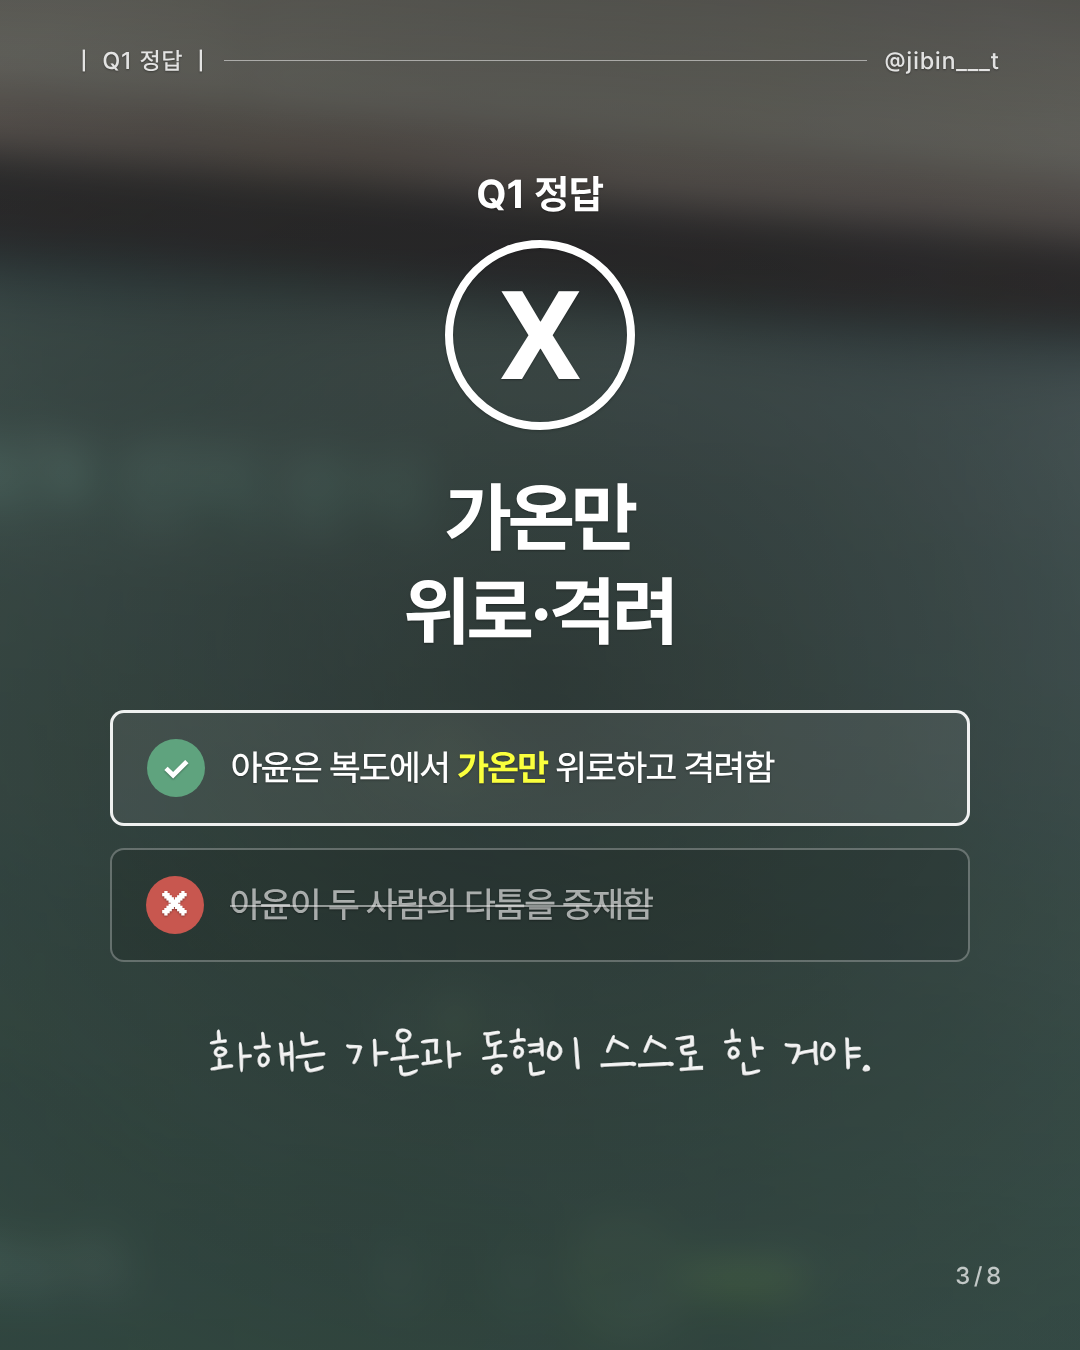 | Q1 정답 |
@jibin___t
Q1 정답
X
가온만
위로·격려
아윤은 복도에서 가온만 위로하고 격려함
아윤이 두 사람의 다툼을 중재함
화해는 가온과 동현이 스스로 한 거야.
3/8